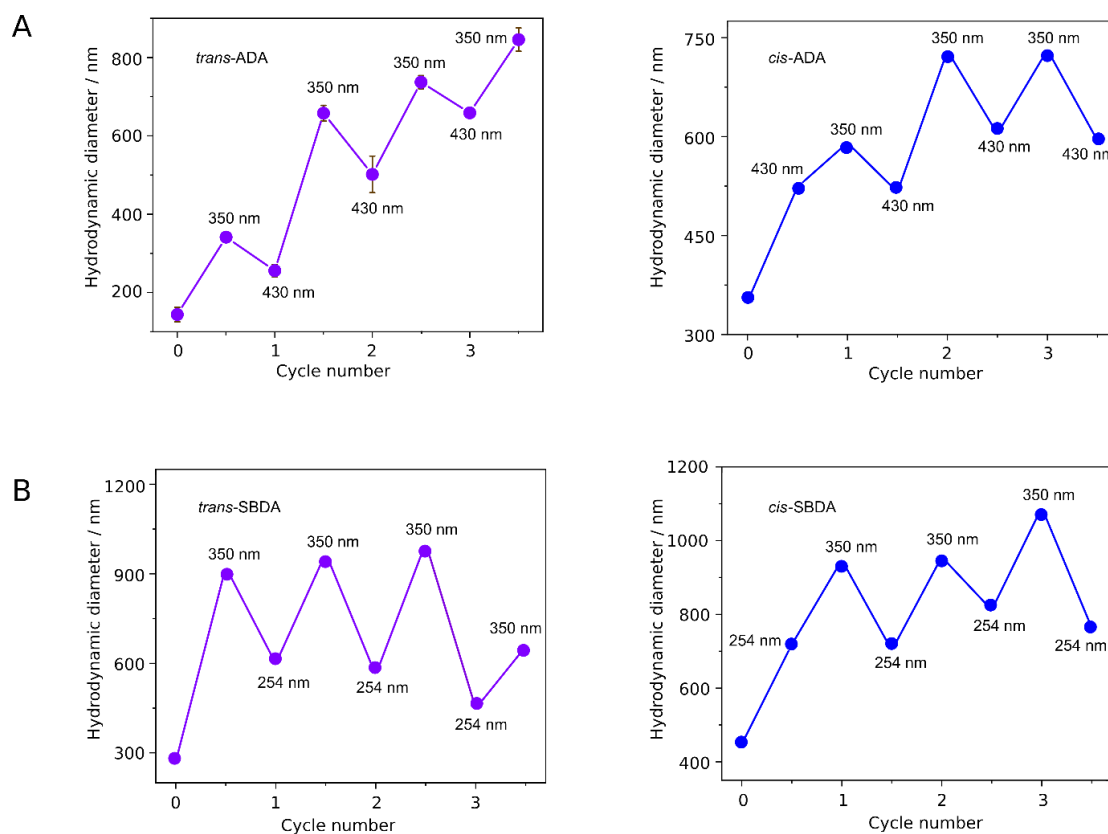 A
Hydrodynamic diameter / nm
800
600
400
200
trans-ADA
350 nm
430 nm
350 nm
430 nm
350 nm
430 nm
350 nm
0
1
2
3
Cycle number
Hydrodynamic diameter / nm
750
600
450
300
cis-ADA
430 nm
350 nm
430 nm
350 nm
430 nm
350 nm
430 nm
0
1
2
3
Cycle number
B
Hydrodynamic diameter / nm
1200
900
600
300
trans-SBDA
350 nm
254 nm
350 nm
254 nm
350 nm
254 nm
350 nm
0
1
2
3
Cycle number
Hydrodynamic diameter / nm
1200
1000
800
600
400
cis-SBDA
254 nm
350 nm
254 nm
350 nm
254 nm
350 nm
254 nm
0
1
2
3
Cycle number